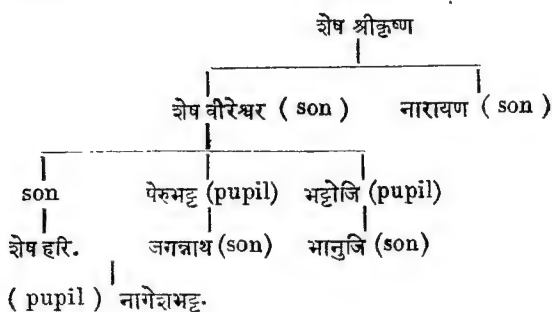 शेष श्रीकृष्ण
शेष वीरेश्वर ( son ) नारायण ( son )
son पेरुभट्ट (pupil) भट्टोजि (pupil)
शेष हरि. जगन्नाथ (son) भानुजि (son)
( pupil ) नागेशभट्ट.